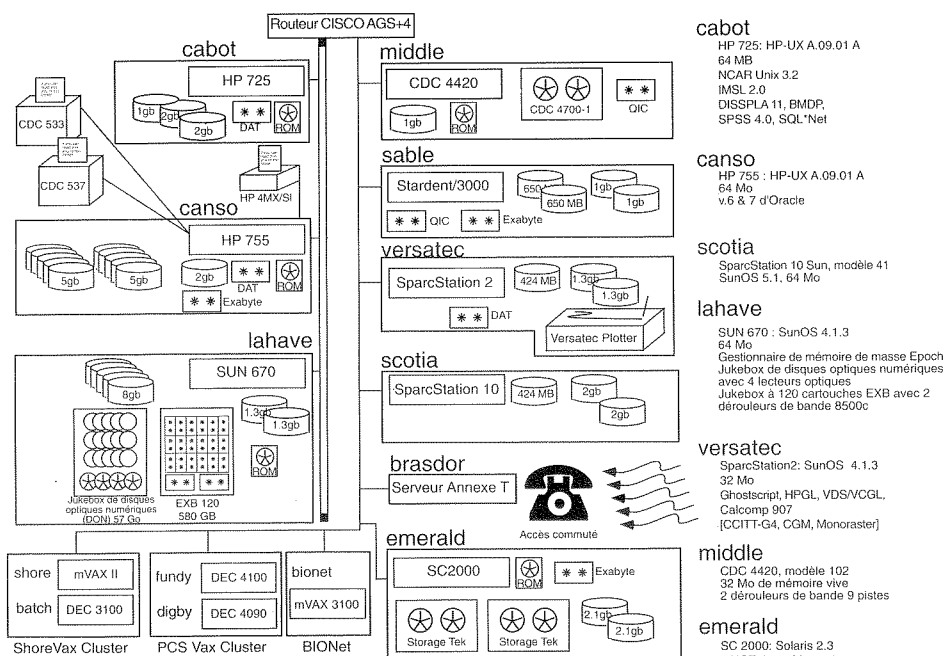 Routeur CISCO AGS+4
cabot
HP 725
1gb
2gb
2gb
DAT
ROM
CDC 533
CDC 537
HP 4MX/SI
canso
HP 755
5gb
5gb
2gb
DAT
ROM
Exabyte
lahave
SUN 670
8gb
1.3gb
1.3gb
ROM
Jukebox de disques
optiques numériques
(DON) 57 Go
EXB 120
580 GB
shore
mVAX II
batch
DEC 3100
ShoreVax Cluster
fundy
DEC 4100
digby
DEC 4090
PCS Vax Cluster
bionet
mVAX 3100
BIONet
middle
CDC 4420
1gb
ROM
CDC 4700-1
QIC
sable
Stardent/3000
650 MB
650 MB
1gb
1gb
QIC
Exabyte
versatec
SparcStation 2
424 MB
1.3gb
1.3gb
DAT
Versatec Plotter
scotia
SparcStation 10
424 MB
2gb
2gb
brasdor
Serveur Annexe T
Accès commuté
emerald
SC2000
ROM
Exabyte
Storage Tek
Storage Tek
2.1gb
2.1gb
cabot
HP 725: HP-UX A.09.01 A
64 MB
NCAR Unix 3.2
IMSL 2.0
DISSPLA 11, BMDP,
SPSS 4.0, SQL*Net
canso
HP 755 : HP-UX A.09.01 A
64 Mo
v.6 & 7 d'Oracle
scotia
SparcStation 10 Sun, modèle 41
SunOS 5.1, 64 Mo
lahave
SUN 670 : SunOS 4.1.3
64 Mo
Gestionnaire de mémoire de masse Epoch
Jukebox de disques optiques numériques
avec 4 lecteurs optiques
Jukebox à 120 cartouches EXB avec 2
dérouleurs de bande 8500c
versatec
SparcStation2: SunOS 4.1.3
32 Mo
Ghostscript, HPGL, VDS/VCGL,
Calcomp 907
[CCITT-G4, CGM, Monoraster]
middle
CDC 4420, modèle 102
32 Mo de mémoire vive
2 dérouleurs de bande 9 pistes
emerald
SC 2000: Solaris 2.3